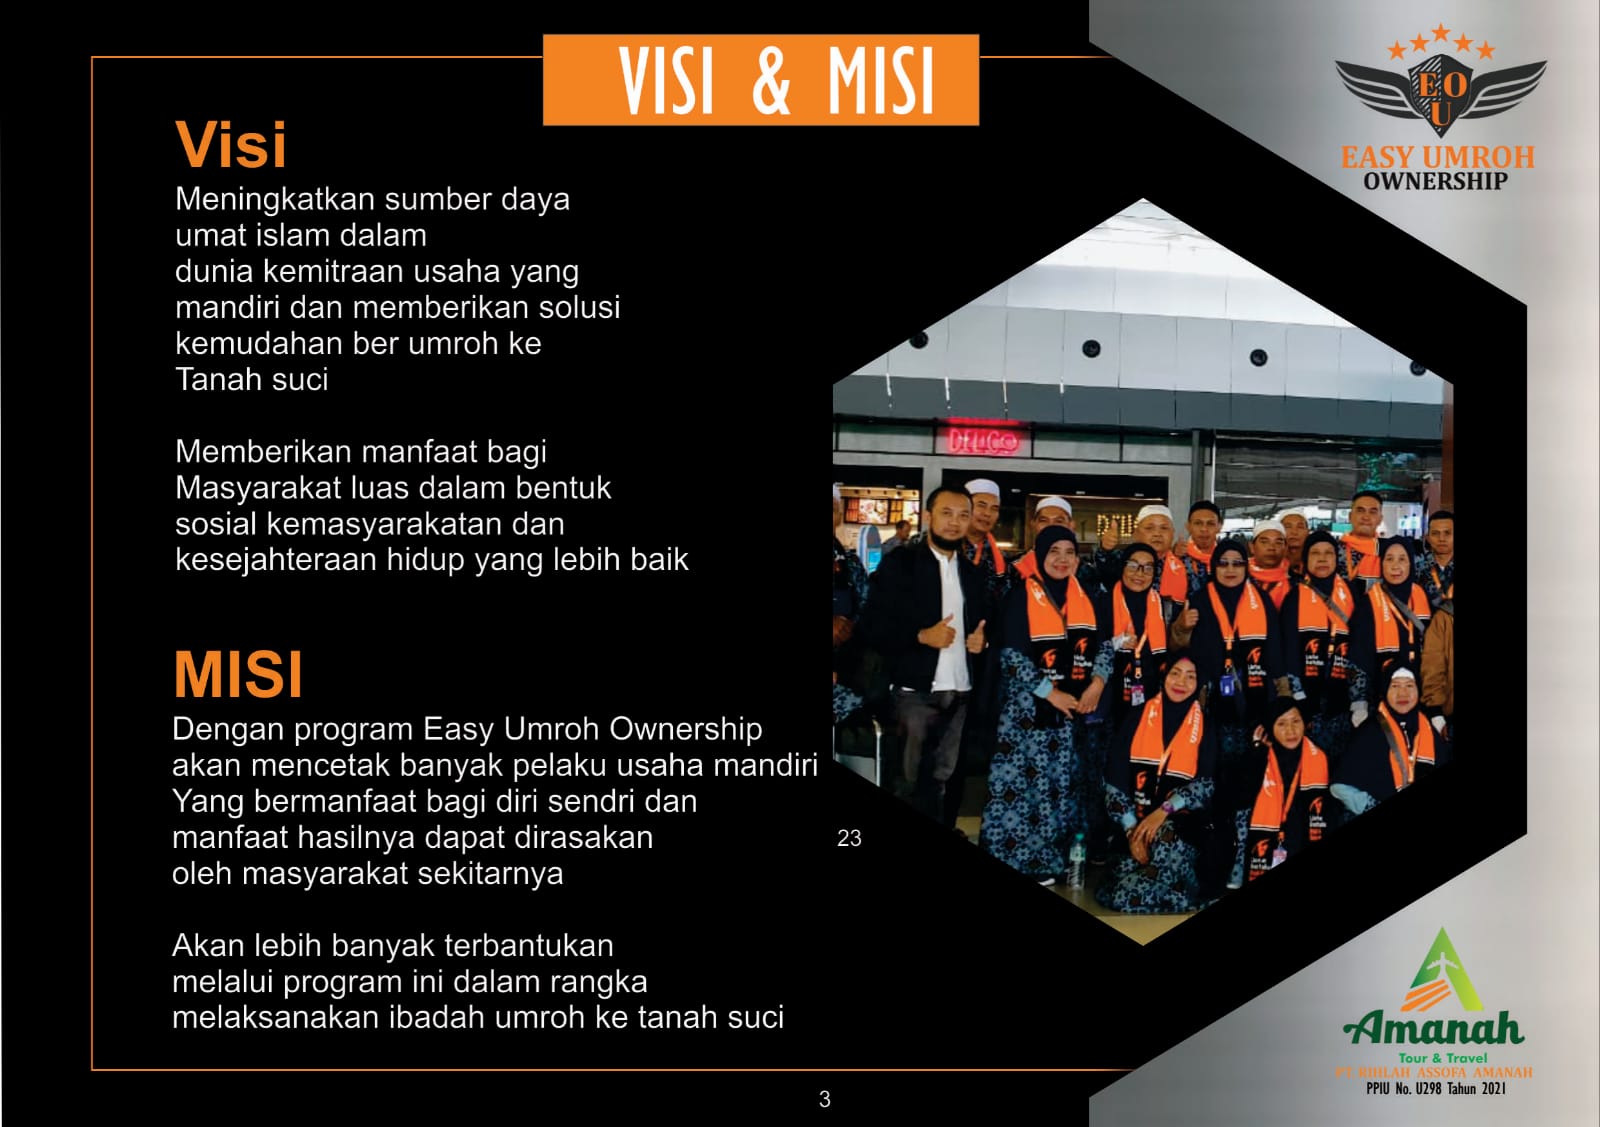 VISI & MISI
EOU
EASY UMROH
OWNERSHIP
Visi
Meningkatkan sumber daya
umat islam dalam
dunia kemitraan usaha yang
mandiri dan memberikan solusi
kemudahan ber umroh ke
Tanah suci
Memberikan manfaat bagi
Masyarakat luas dalam bentuk
sosial kemasyarakatan dan
kesejahteraan hidup yang lebih baik
MISI
Dengan program Easy Umroh Ownership
akan mencetak banyak pelaku usaha mandiri
Yang bermanfaat bagi diri sendri dan
manfaat hasilnya dapat dirasakan
oleh masyarakat sekitarnya
23
Akan lebih banyak terbantukan
melalui program ini dalam rangka
melaksanakan ibadah umroh ke tanah suci
3
Amanah
Tour & Travel
PT RIHLAH ASSOFA AMANAH
PPIU No. U298 Tahun 2021